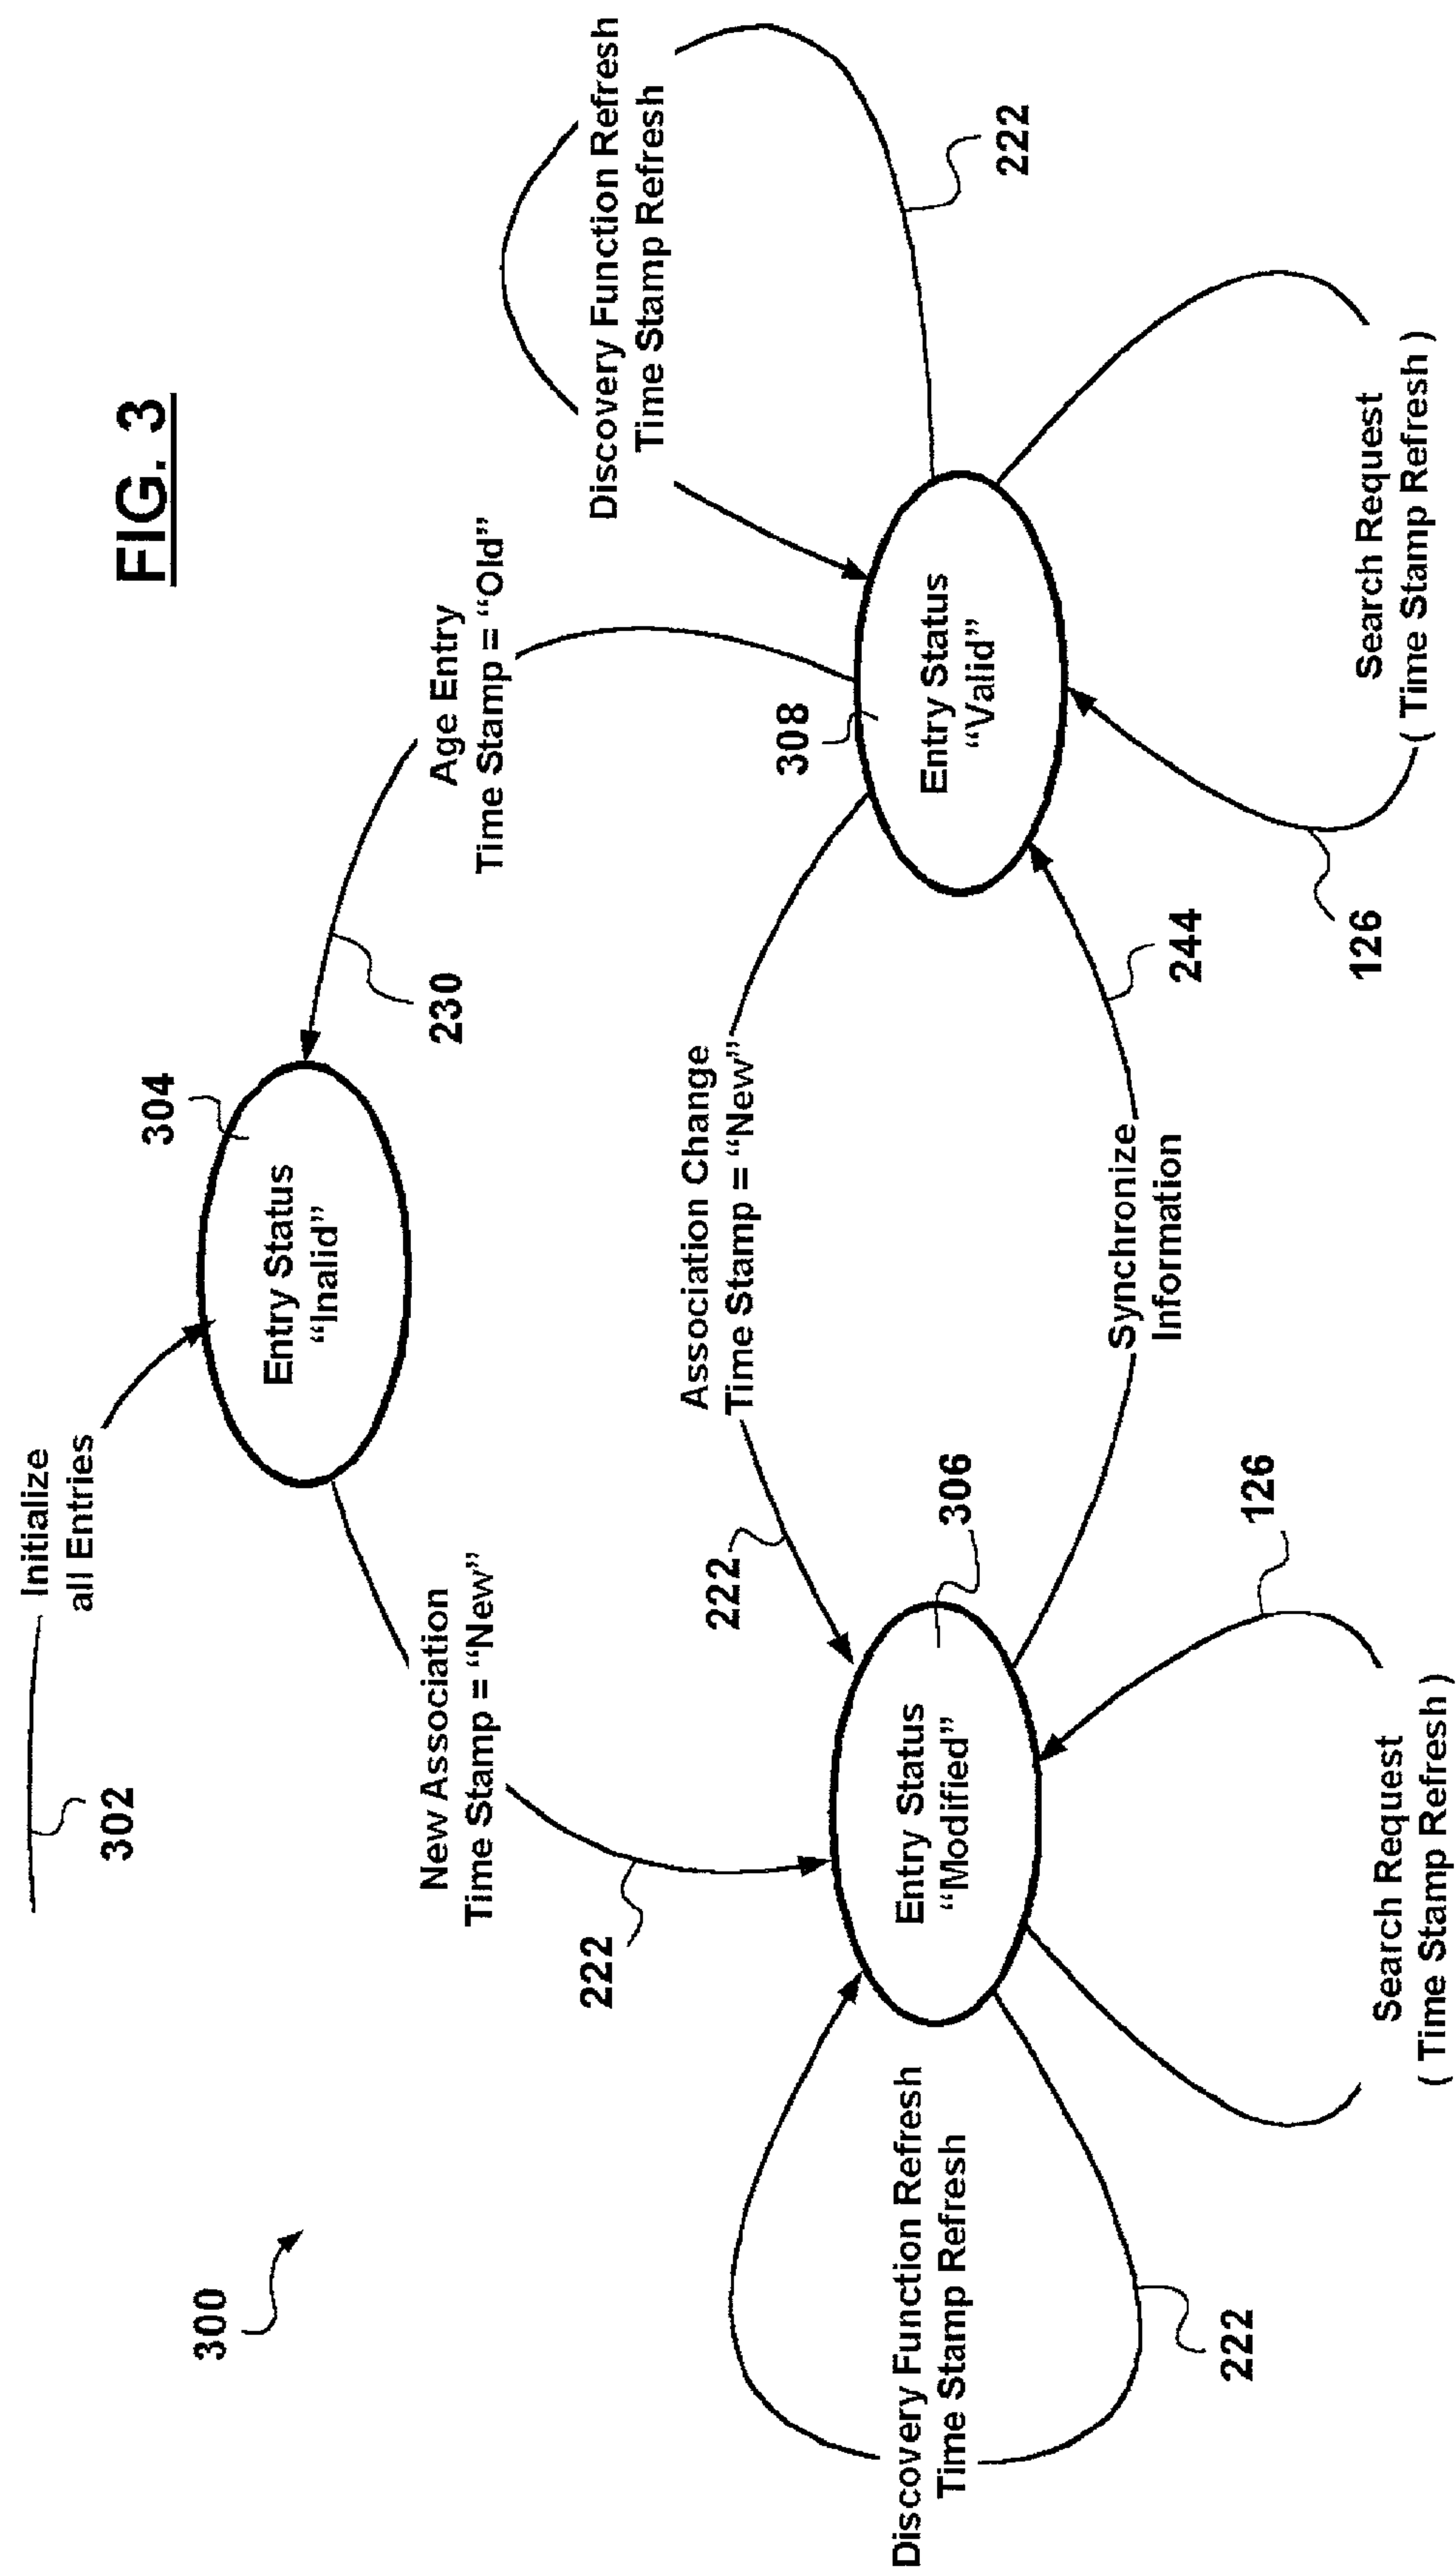 FIG. 3
300
302
Initialize
all Entries
304
Entry Status
“Inalid”
230
Age Entry
Time Stamp = “Old”
New Association
Time Stamp = “New”
222
Discovery Function Refresh
Time Stamp Refresh
222
Association Change
Time Stamp = “New”
222
306
Entry Status
“Modified”
308
Entry Status
“Valid”
Discovery Function Refresh
Time Stamp Refresh
222
Synchronize
Information
244
126
Search Request
( Time Stamp Refresh )
126
Search Request
( Time Stamp Refresh )